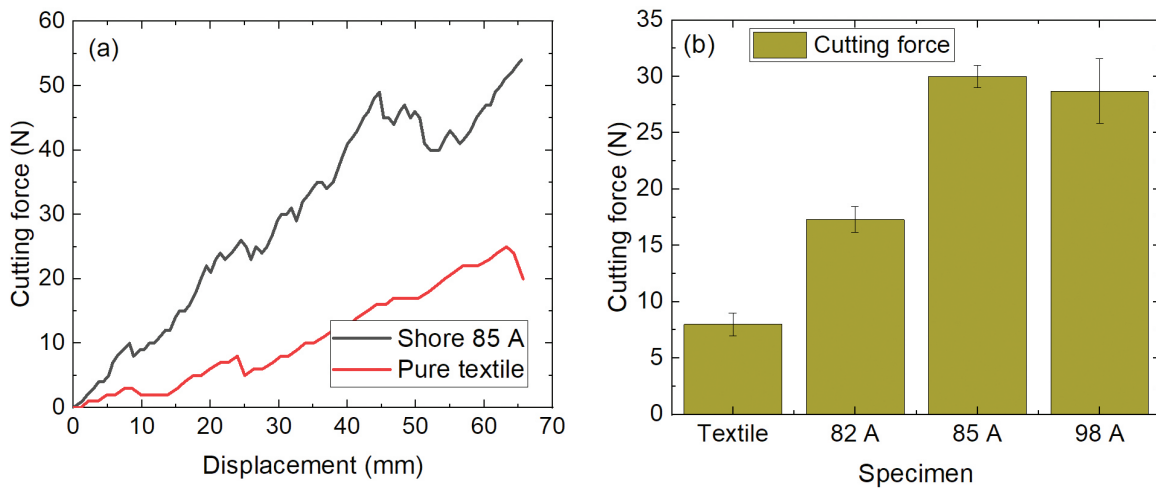 (a)
60
50
40
30
20
10
0
Cutting force (N)
Shore 85 A
Pure textile
0 10 20 30 40 50 60 70
Displacement (mm)
(b)
Cutting force
35
30
25
20
15
10
5
0
Cutting force (N)
Textile 82 A 85 A 98 A
Specimen